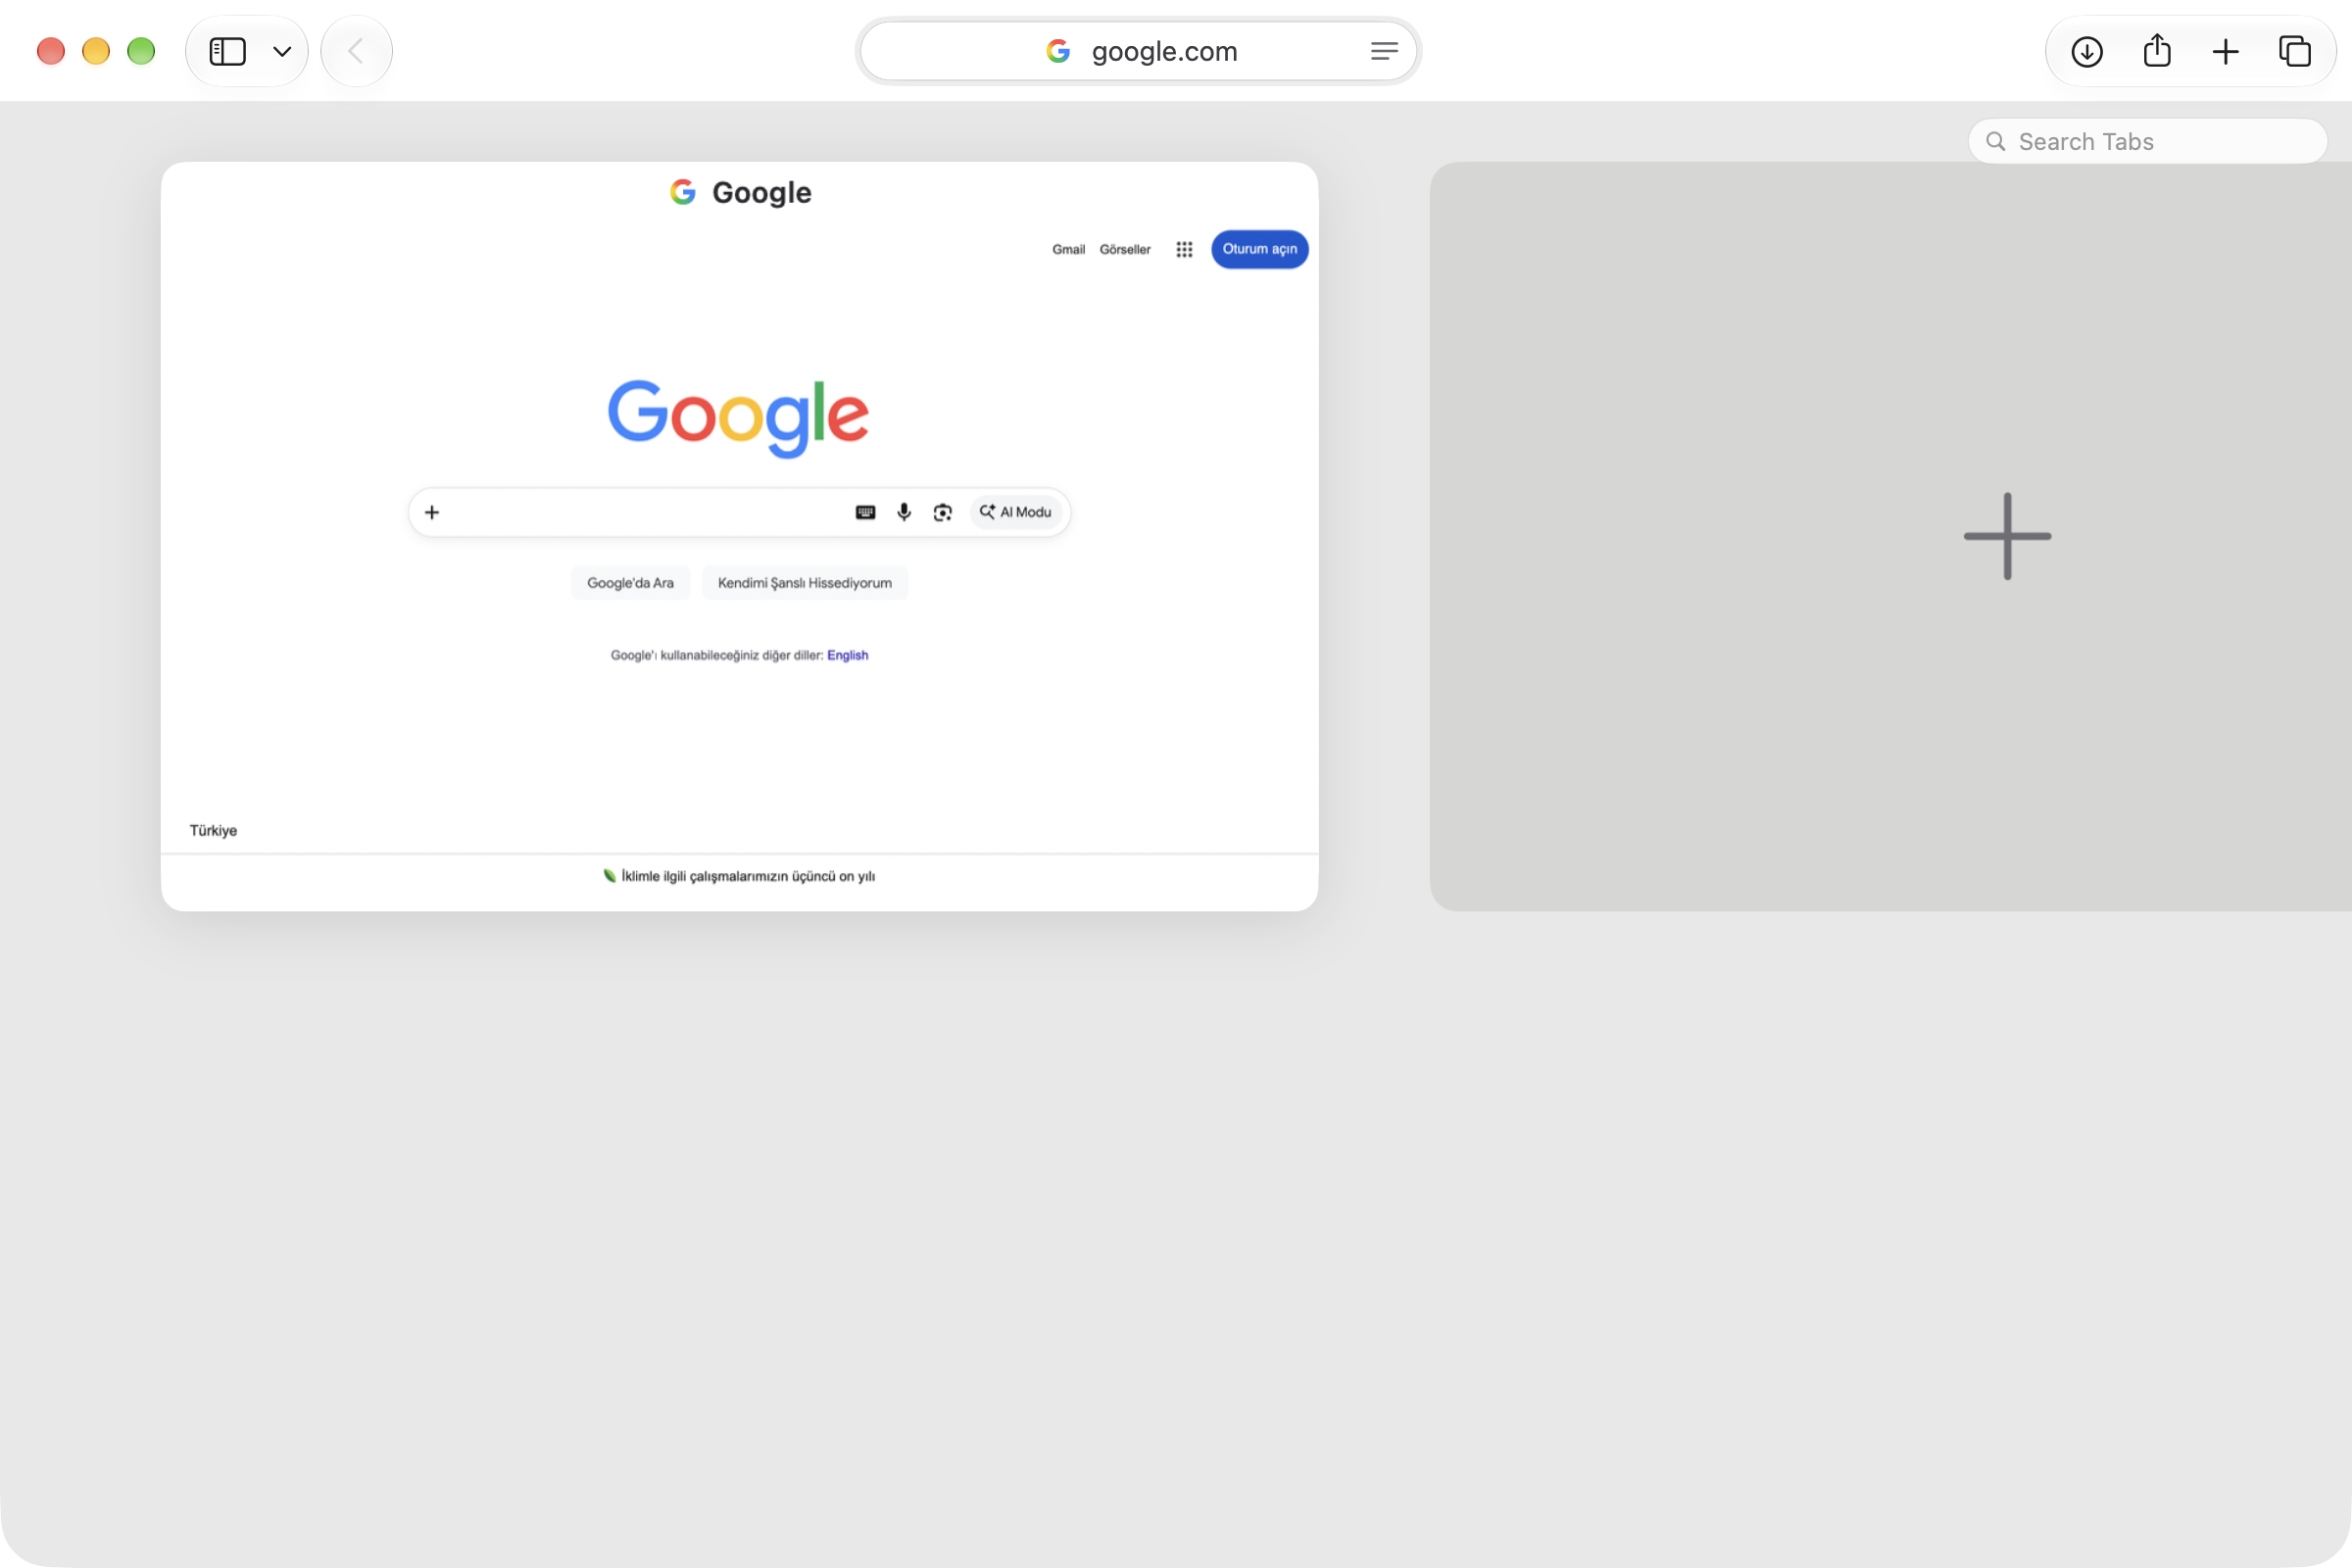 google.com
Search Tabs
Google
Gmail Görseller Oturum açın
Google
AI Modu
Google'da Ara Kendimi Şanslı Hissediyorum
Google'ı kullanabileceğiniz diğer diller: English
Türkiye
İklimle ilgili çalışmalarımızın üçüncü on yılı